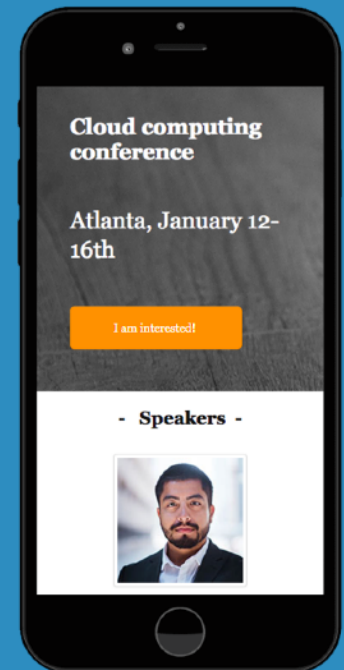 Cloud computing
conference
Atlanta, January 12-
16th
I am interested!
- Speakers -